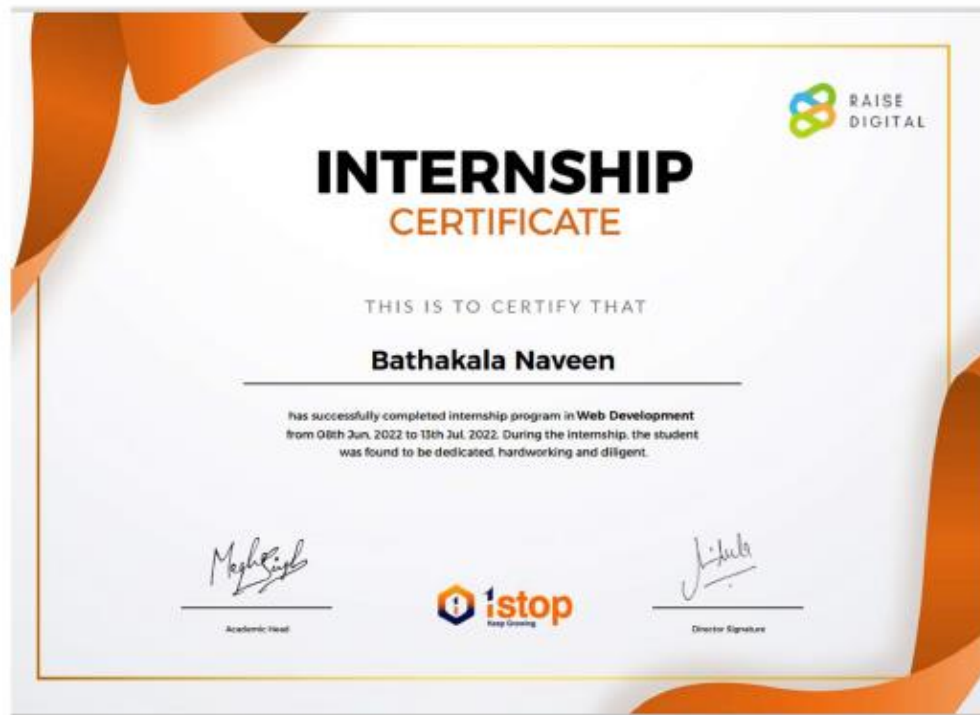 RAISE
DIGITAL
INTERNSHIP
CERTIFICATE
THIS IS TO CERTIFY THAT
Bathakala Naveen
has successfully completed internship program in Web Development
from 08th Jun, 2022 to 13th Jul, 2022. During the internship, the student
was found to be dedicated, hardworking and diligent.
1stop
Keep Growing
Academic Head
Director Signature